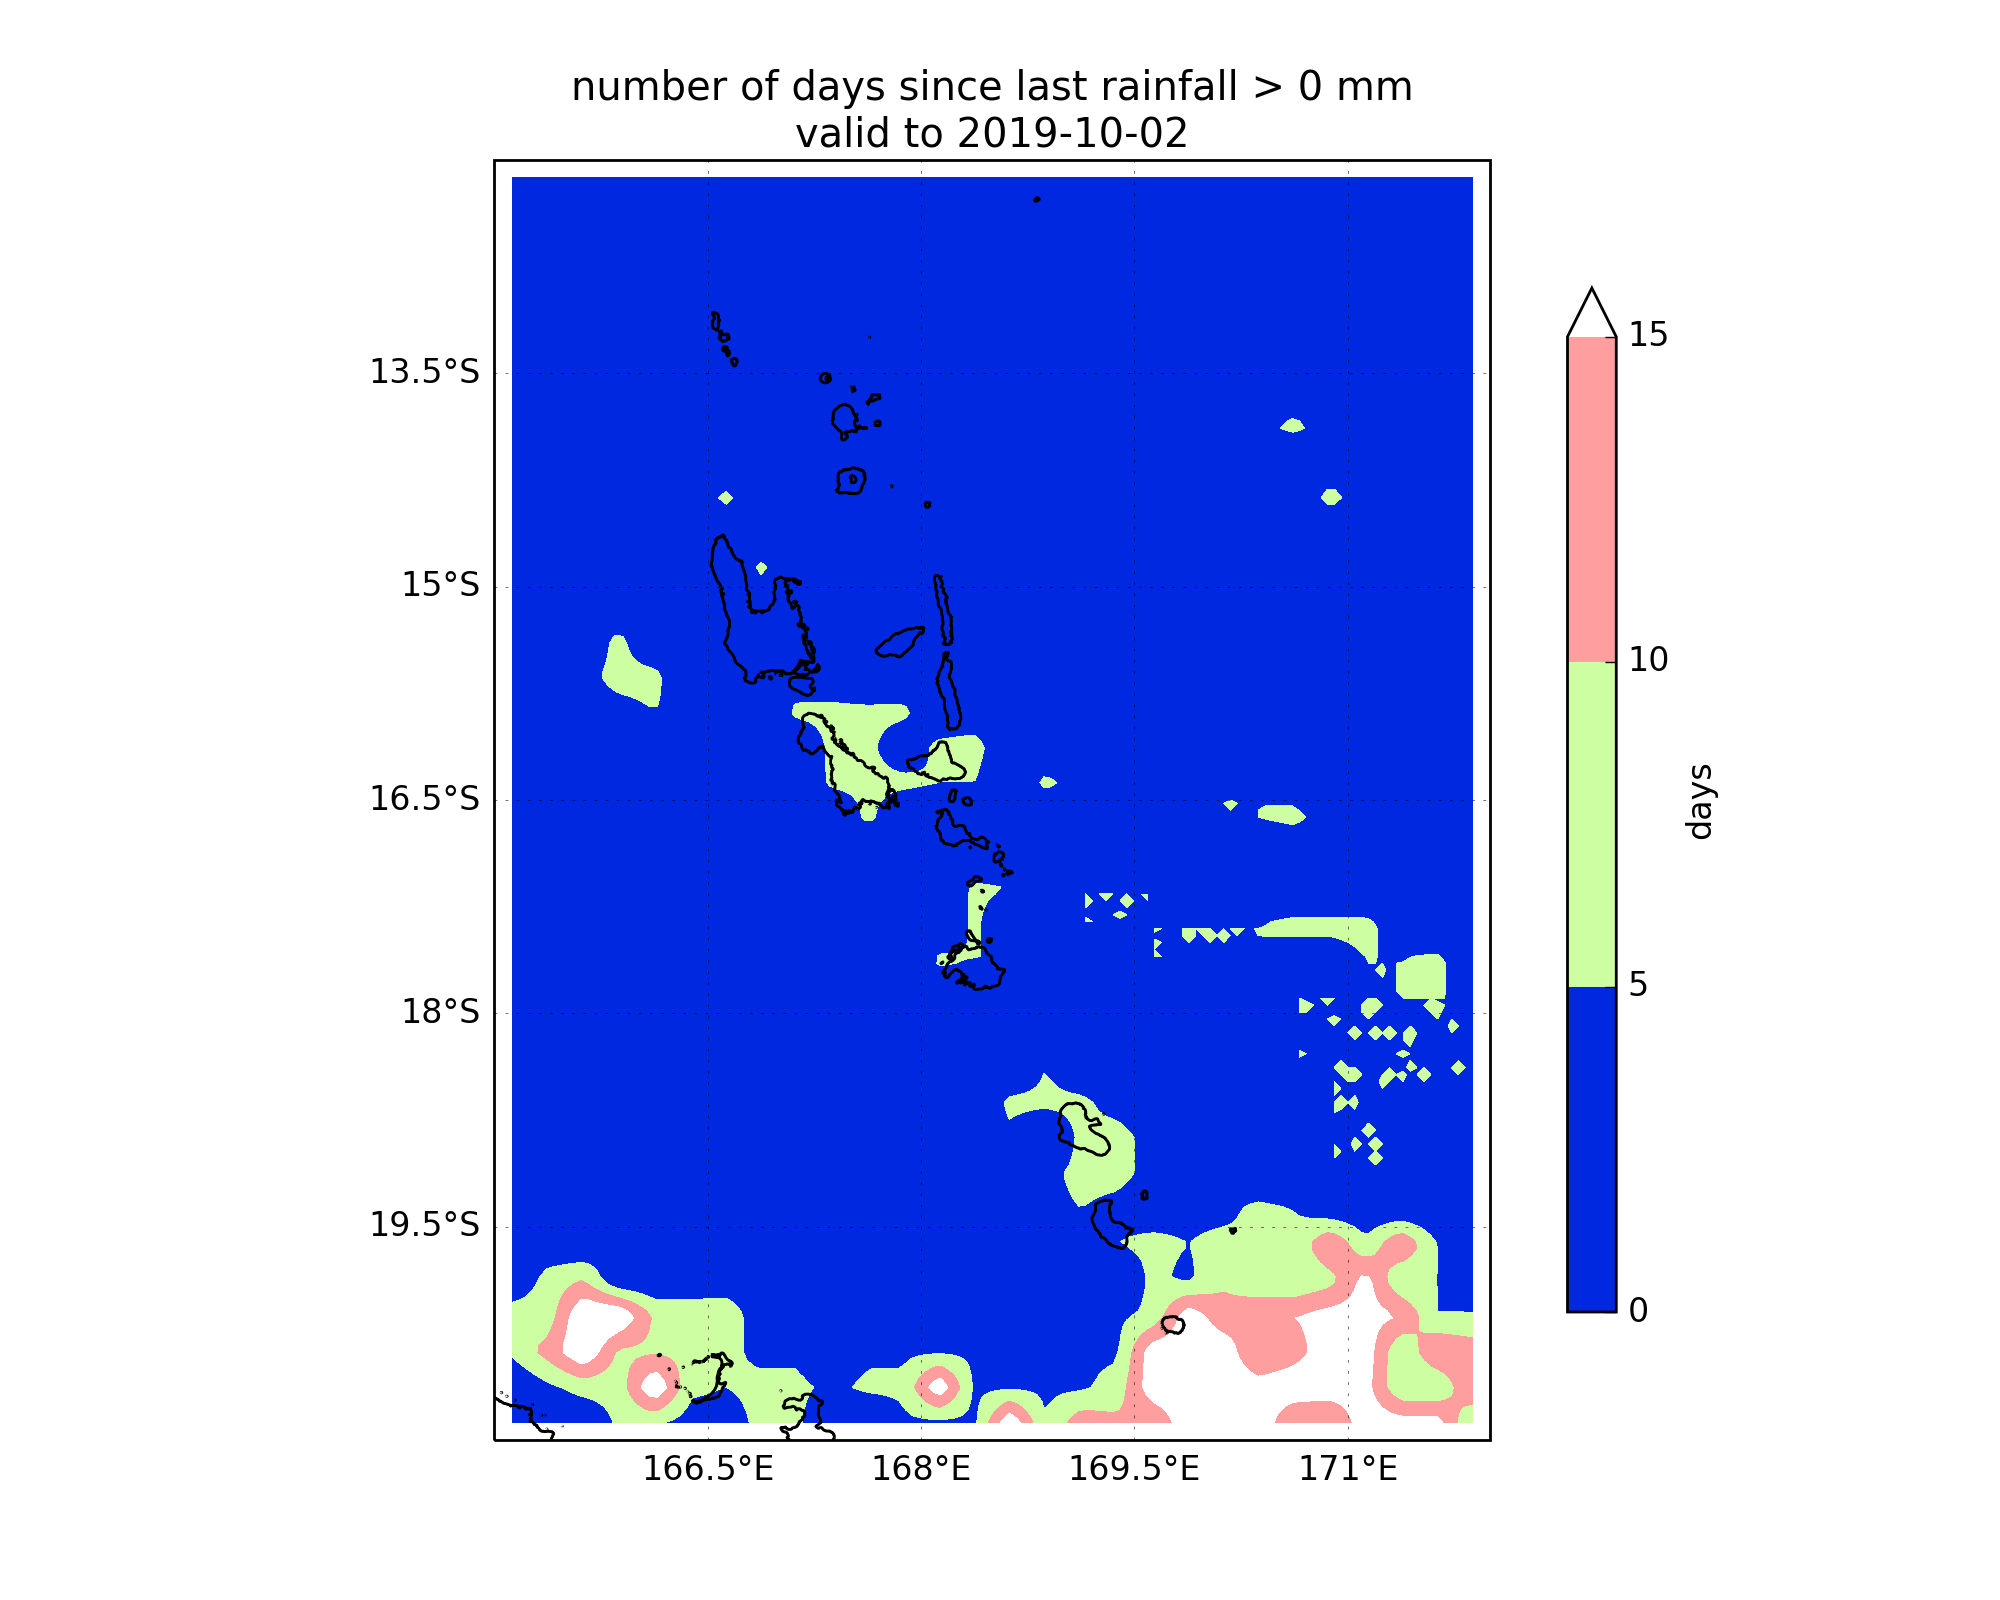 number of days since last rainfall > 0 mm
valid to 2019-10-02
13.5°S
15°S
16.5°S
18°S
19.5°S
166.5°E
168°E
169.5°E
171°E
15
10
5
0
days